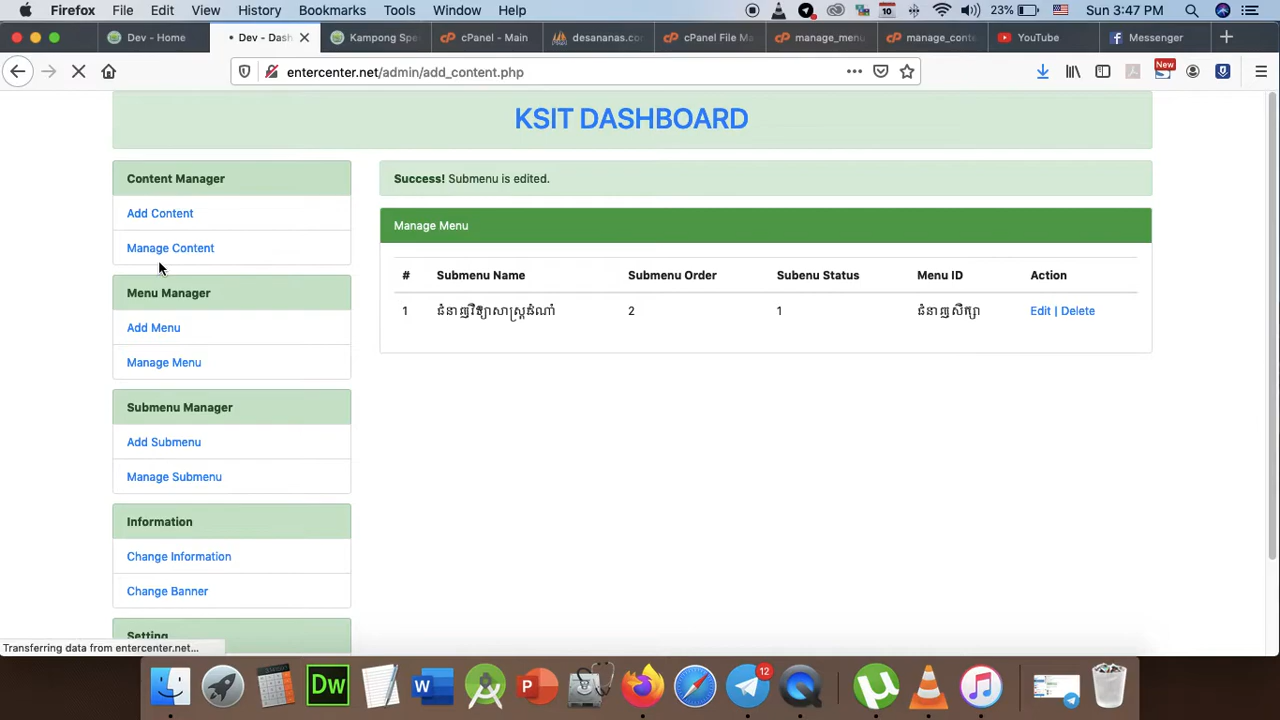 Firefox File Edit View History Bookmarks Tools Window Help 10 23% Sun 3:47 PM
Dev - Home • Dev - Dash Kampong Spe cPanel - Main desananas.co cPanel File Ma manage_menu manage_conte YouTube Messenger
entercenter.net/admin/add_content.php New
KSIT DASHBOARD
Content Manager
Add Content
Manage Content
Menu Manager
Add Menu
Manage Menu
Submenu Manager
Add Submenu
Manage Submenu
Information
Change Information
Change Banner
Setting
Success! Submenu is edited.
Manage Menu
# Submenu Name Submenu Order Subenu Status Menu ID Action
1 ជំនាញវិទ្យាសាស្រ្តដំណាំ 2 1 ជំនាញសិក្សា Edit | Delete
Transferring data from entercenter.net...
Dw W P 12